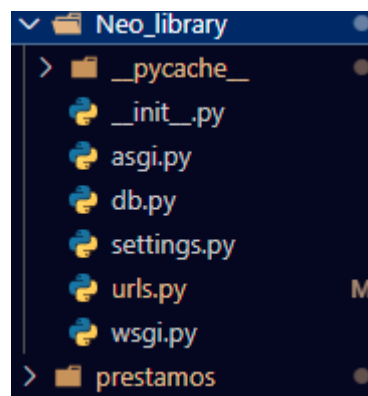 Neo_library
__pycache__
__init__.py
asgi.py
db.py
settings.py
urls.py M
wsgi.py
prestamos